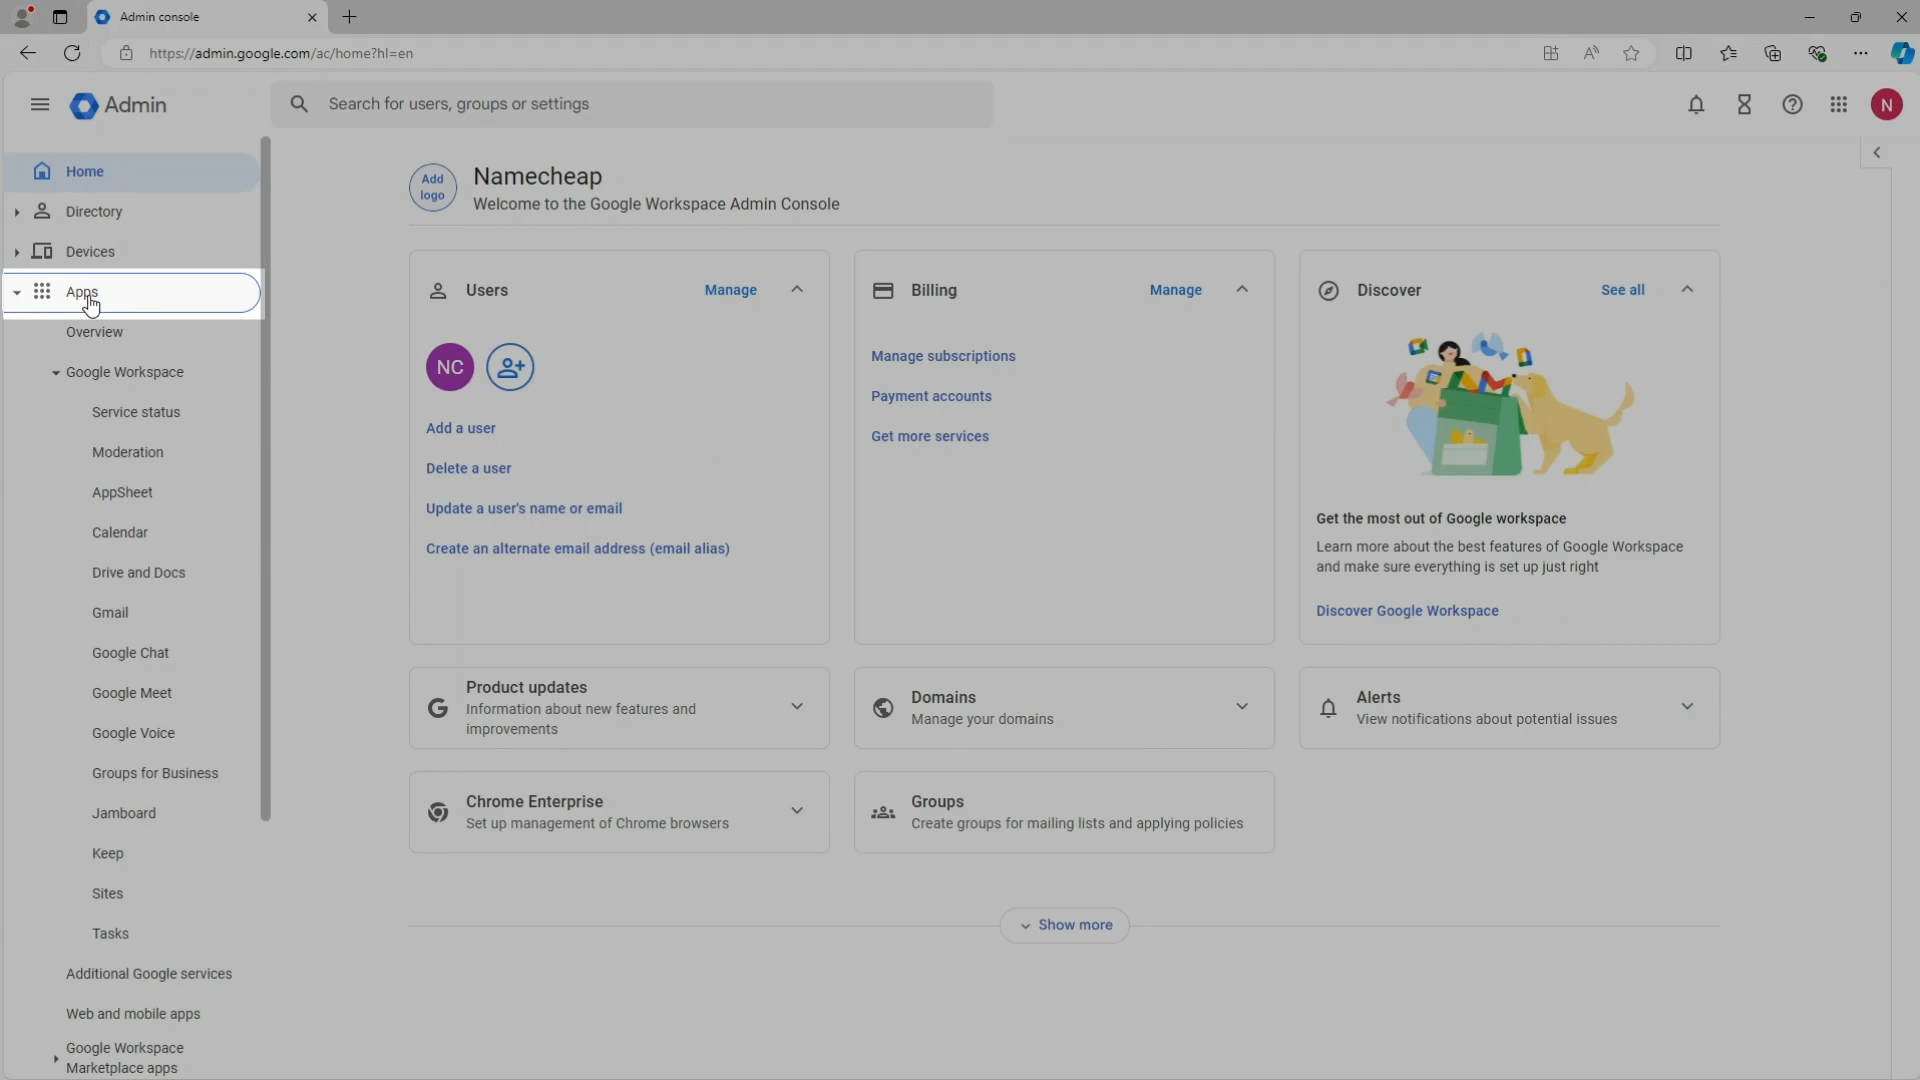 Admin console
https://admin.google.com/ac/home?hl=en
Admin
Search for users, groups or settings
N
Home
Directory
Devices
Apps
Overview
Google Workspace
Service status
Moderation
AppSheet
Calendar
Drive and Docs
Gmail
Google Chat
Google Meet
Google Voice
Groups for Business
Jamboard
Keep
Sites
Tasks
Additional Google services
Web and mobile apps
Google Workspace
Marketplace apps
Add
logo
Namecheap
Welcome to the Google Workspace Admin Console
Users
Manage
NC
Add a user
Delete a user
Update a user's name or email
Create an alternate email address (email alias)
Billing
Manage
Manage subscriptions
Payment accounts
Get more services
Discover
See all
Get the most out of Google workspace
Learn more about the best features of Google Workspace
and make sure everything is set up just right
Discover Google Workspace
Product updates
Information about new features and
improvements
Domains
Manage your domains
Alerts
View notifications about potential issues
Chrome Enterprise
Set up management of Chrome browsers
Groups
Create groups for mailing lists and applying policies
Show more